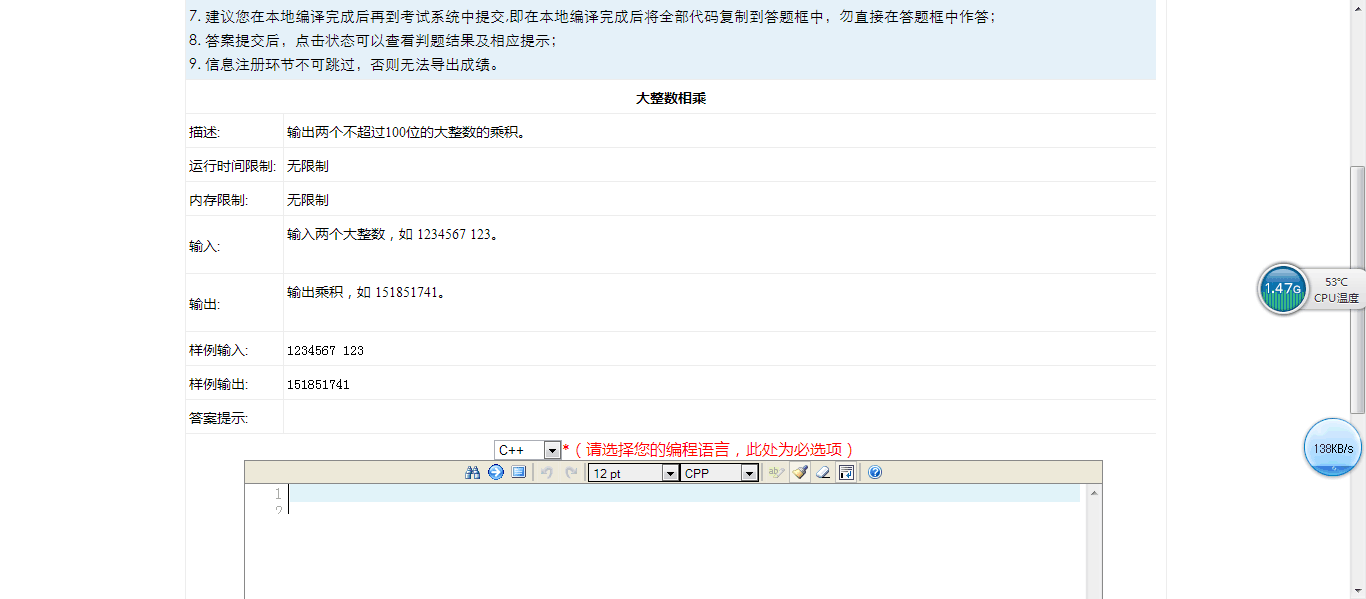 7. 建议您在本地编译完成后再到考试系统中提交,即在本地编译完成后将全部代码复制到答题框中，勿直接在答题框中作答；
8. 答案提交后，点击状态可以查看判题结果及相应提示；
9. 信息注册环节不可跳过，否则无法导出成绩。
大整数相乘
描述: 输出两个不超过100位的大整数的乘积。
运行时间限制: 无限制
内存限制: 无限制
输入: 输入两个大整数，如 1234567 123。
输出: 输出乘积，如 151851741。
样例输入: 1234567 123
样例输出: 151851741
答案提示:
C++ *（请选择您的编程语言，此处为必选项）
12 pt CPP
1
2
1.47G
53℃
CPU温度
138KB/s